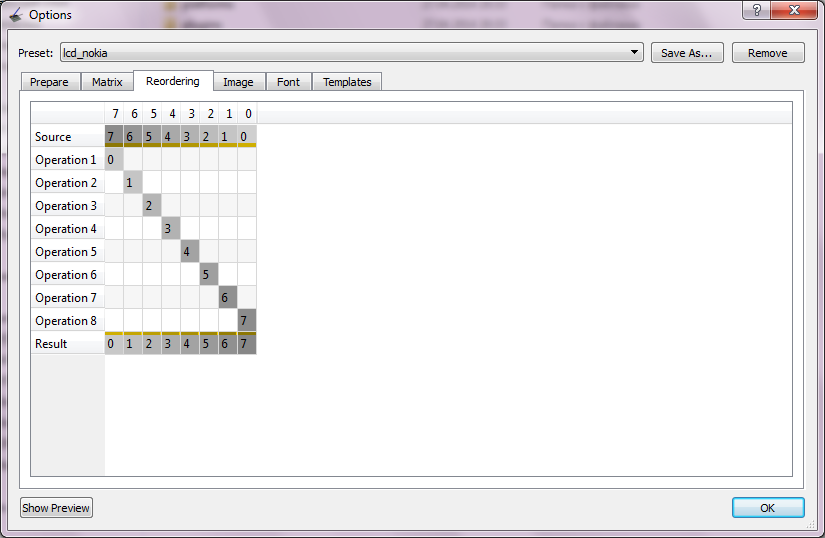 Options
Preset: lcd_nokia Save As... Remove
Prepare Matrix Reordering Image Font Templates
7 6 5 4 3 2 1 0
Source 7 6 5 4 3 2 1 0
Operation 1 0
Operation 2 1
Operation 3 2
Operation 4 3
Operation 5 4
Operation 6 5
Operation 7 6
Operation 8 7
Result 0 1 2 3 4 5 6 7
Show Preview OK